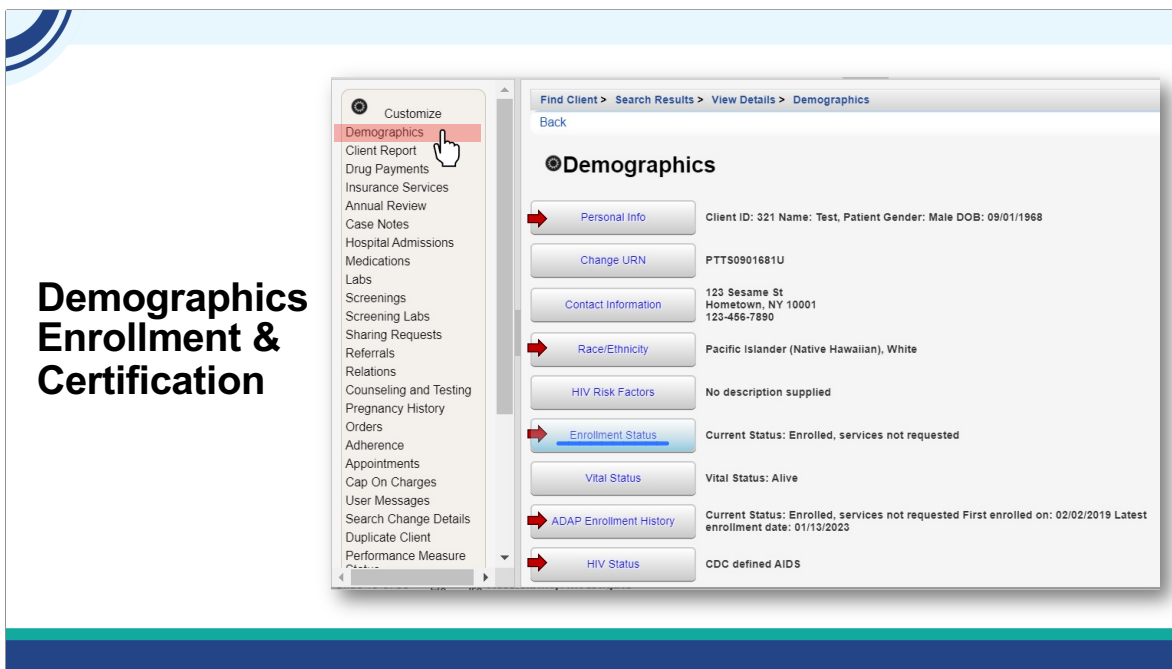 Demographics
Enrollment &
Certification
Customize
Demographics
Client Report
Drug Payments
Insurance Services
Annual Review
Case Notes
Hospital Admissions
Medications
Labs
Screenings
Screening Labs
Sharing Requests
Referrals
Relations
Counseling and Testing
Pregnancy History
Orders
Adherence
Appointments
Cap On Charges
User Messages
Search Change Details
Duplicate Client
Performance Measure
Find Client > Search Results > View Details > Demographics
Back
Demographics
Personal Info
Client ID: 321 Name: Test, Patient Gender: Male DOB: 09/01/1968
Change URN
PTTS0901681U
Contact Information
123 Sesame St
Hometown, NY 10001
123-456-7890
Race/Ethnicity
Pacific Islander (Native Hawaiian), White
HIV Risk Factors
No description supplied
Enrollment Status
Current Status: Enrolled, services not requested
Vital Status
Vital Status: Alive
ADAP Enrollment History
Current Status: Enrolled, services not requested First enrolled on: 02/02/2019 Latest
enrollment date: 01/13/2023
HIV Status
CDC defined AIDS